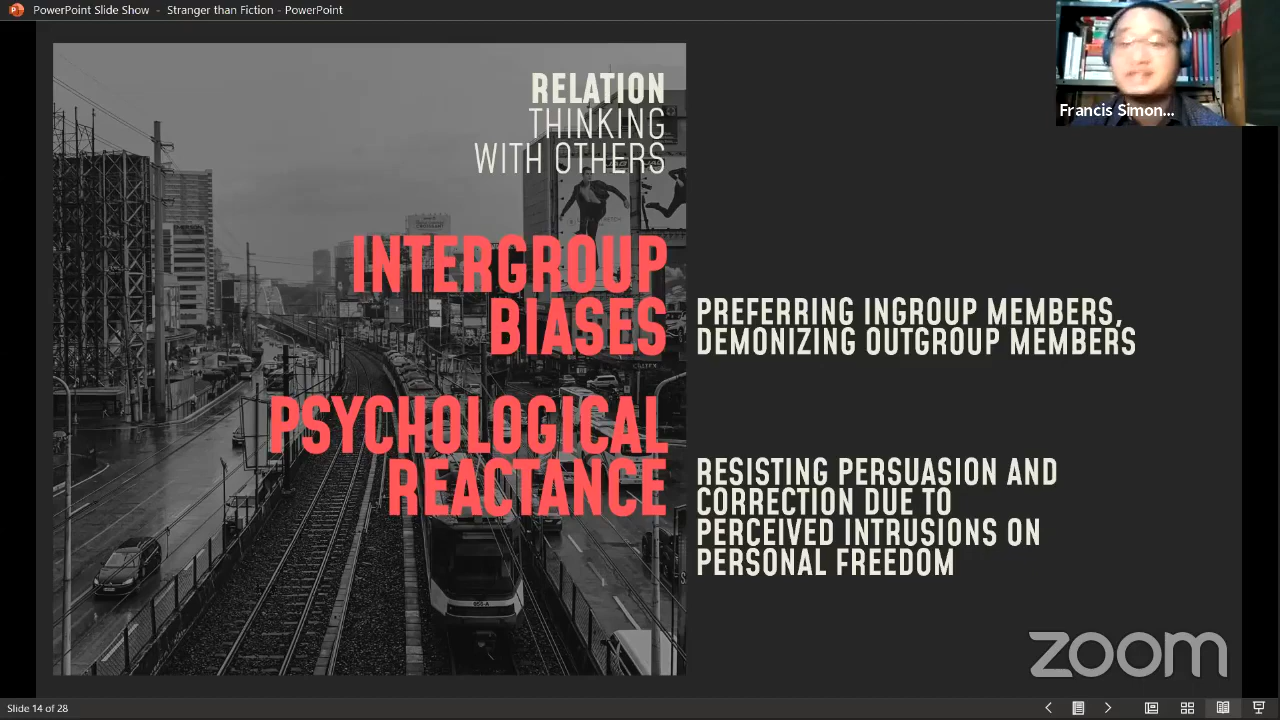 PowerPoint Slide Show - Stranger than Fiction - PowerPoint
Francis Simon...
RELATION
THINKING
WITH OTHERS
INTERGROUP
BIASES
PREFERRING INGROUP MEMBERS,
DEMONIZING OUTGROUP MEMBERS
PSYCHOLOGICAL
REACTANCE
RESISTING PERSUASION AND
CORRECTION DUE TO
PERCEIVED INTRUSIONS ON
PERSONAL FREEDOM
zoom
Slide 14 of 28